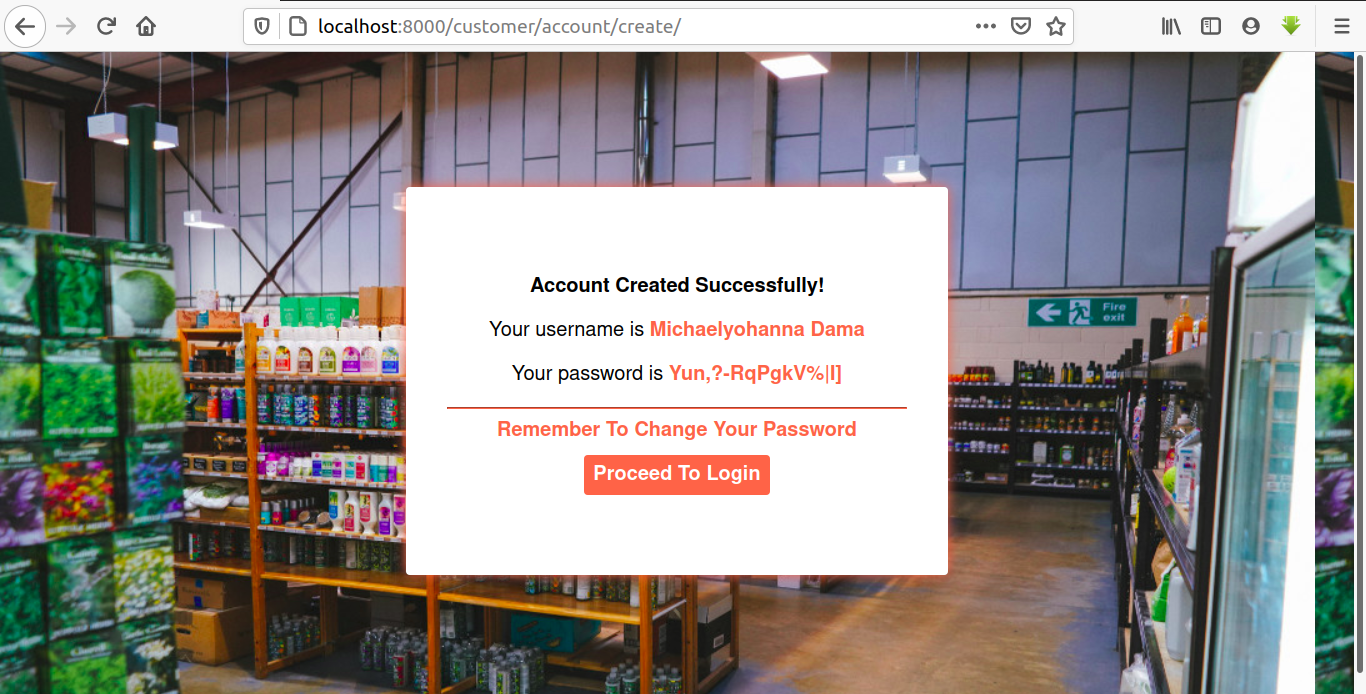 localhost:8000/customer/account/create/
Fire
exit
Account Created Successfully!
Your username is Michaelyohanna Dama
Your password is Yun,?-RqPgkV%|I]
Remember To Change Your Password
Proceed To Login